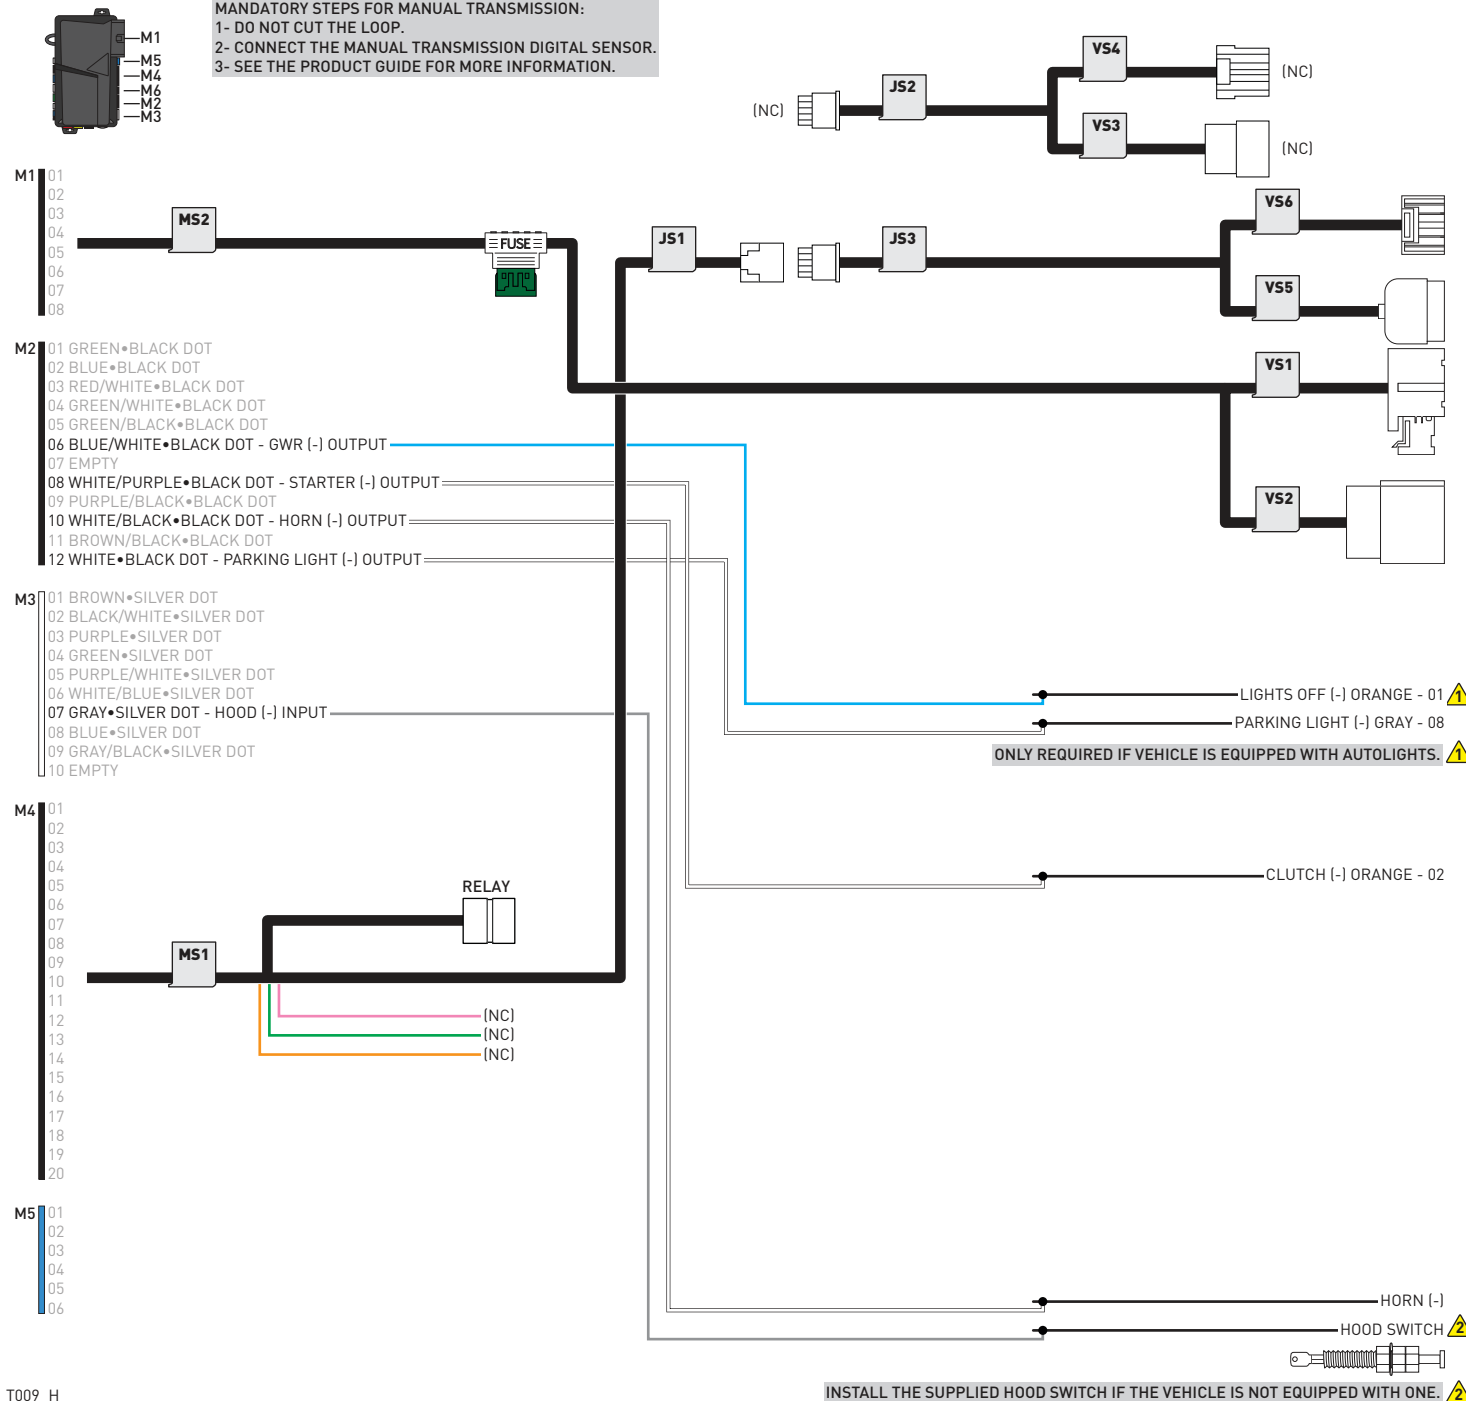 MANDATORY STEPS FOR MANUAL TRANSMISSION:
1- DO NOT CUT THE LOOP.
2- CONNECT THE MANUAL TRANSMISSION DIGITAL SENSOR.
3- SEE THE PRODUCT GUIDE FOR MORE INFORMATION.
M1
M5
M4
M6
M2
M3
VS4
(NC)
JS2
(NC)
VS3
(NC)
M1
01
02
03
04
05
06
07
08
MS2
FUSE
JS1
JS3
VS6
VS5
VS1
VS2
M2
01 GREEN•BLACK DOT
02 BLUE•BLACK DOT
03 RED/WHITE•BLACK DOT
04 GREEN/WHITE•BLACK DOT
05 GREEN/BLACK•BLACK DOT
06 BLUE/WHITE•BLACK DOT - GWR (-) OUTPUT
07 EMPTY
08 WHITE/PURPLE•BLACK DOT - STARTER (-) OUTPUT
09 PURPLE/BLACK•BLACK DOT
10 WHITE/BLACK•BLACK DOT - HORN (-) OUTPUT
11 BROWN/BLACK•BLACK DOT
12 WHITE•BLACK DOT - PARKING LIGHT (-) OUTPUT
M3
01 BROWN•SILVER DOT
02 BLACK/WHITE•SILVER DOT
03 PURPLE•SILVER DOT
04 GREEN•SILVER DOT
05 PURPLE/WHITE•SILVER DOT
06 WHITE/BLUE•SILVER DOT
07 GRAY•SILVER DOT - HOOD (-) INPUT
08 BLUE•SILVER DOT
09 GRAY/BLACK•SILVER DOT
10 EMPTY
LIGHTS OFF (-) ORANGE - 01 1
PARKING LIGHT (-) GRAY - 08
ONLY REQUIRED IF VEHICLE IS EQUIPPED WITH AUTOLIGHTS. 1
M4
01
02
03
04
05
06
07
08
09
10
11
12
13
14
15
16
17
18
19
20
RELAY
MS1
(NC)
(NC)
(NC)
CLUTCH (-) ORANGE - 02
M5
01
02
03
04
05
06
HORN (-)
HOOD SWITCH 2
INSTALL THE SUPPLIED HOOD SWITCH IF THE VEHICLE IS NOT EQUIPPED WITH ONE. 2
T009 H